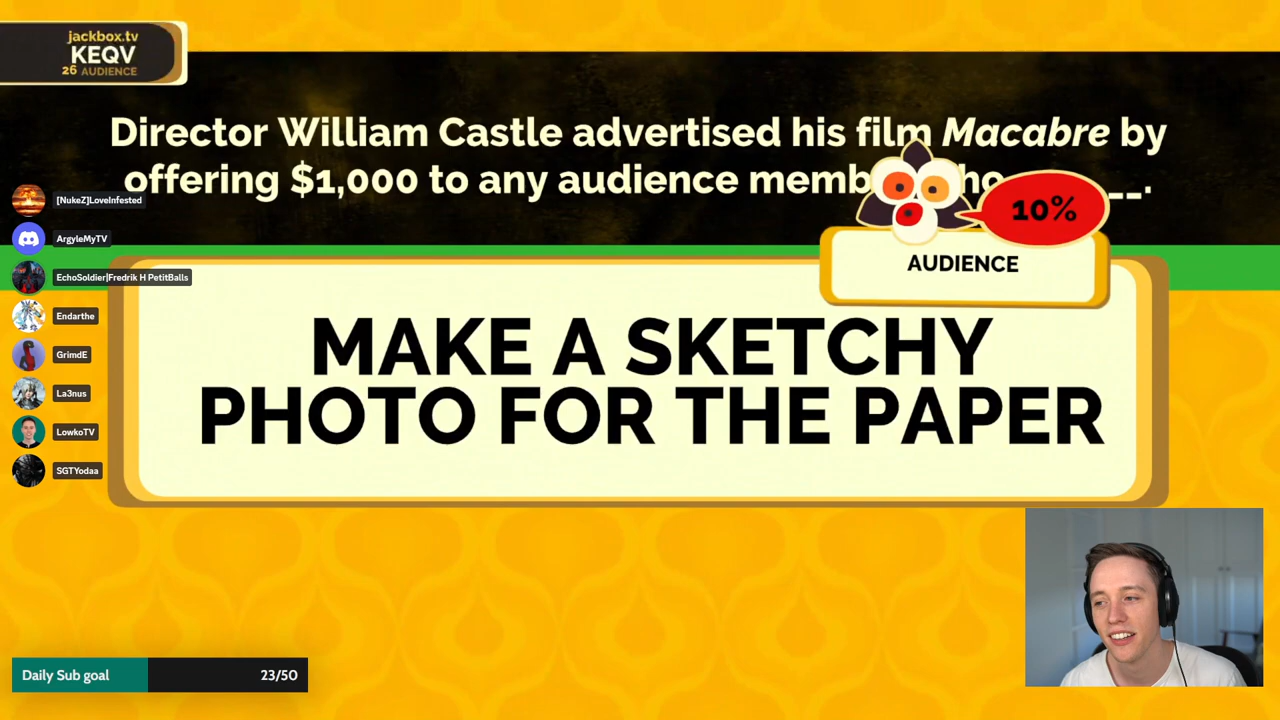 jackbox.tv
KEQV
26 AUDIENCE
Director William Castle advertised his film Macabre by
offering $1,000 to any audience
10%
AUDIENCE
MAKE A SKETCHY
PHOTO FOR THE PAPER
[NukeZ]LoveInfested
ArgyleMyTV
EchoSoldier|Fredrik H PetitBalls
Endarthe
GrimdE
La3nus
LowkoTV
SGTYodaa
Daily Sub goal
23/50